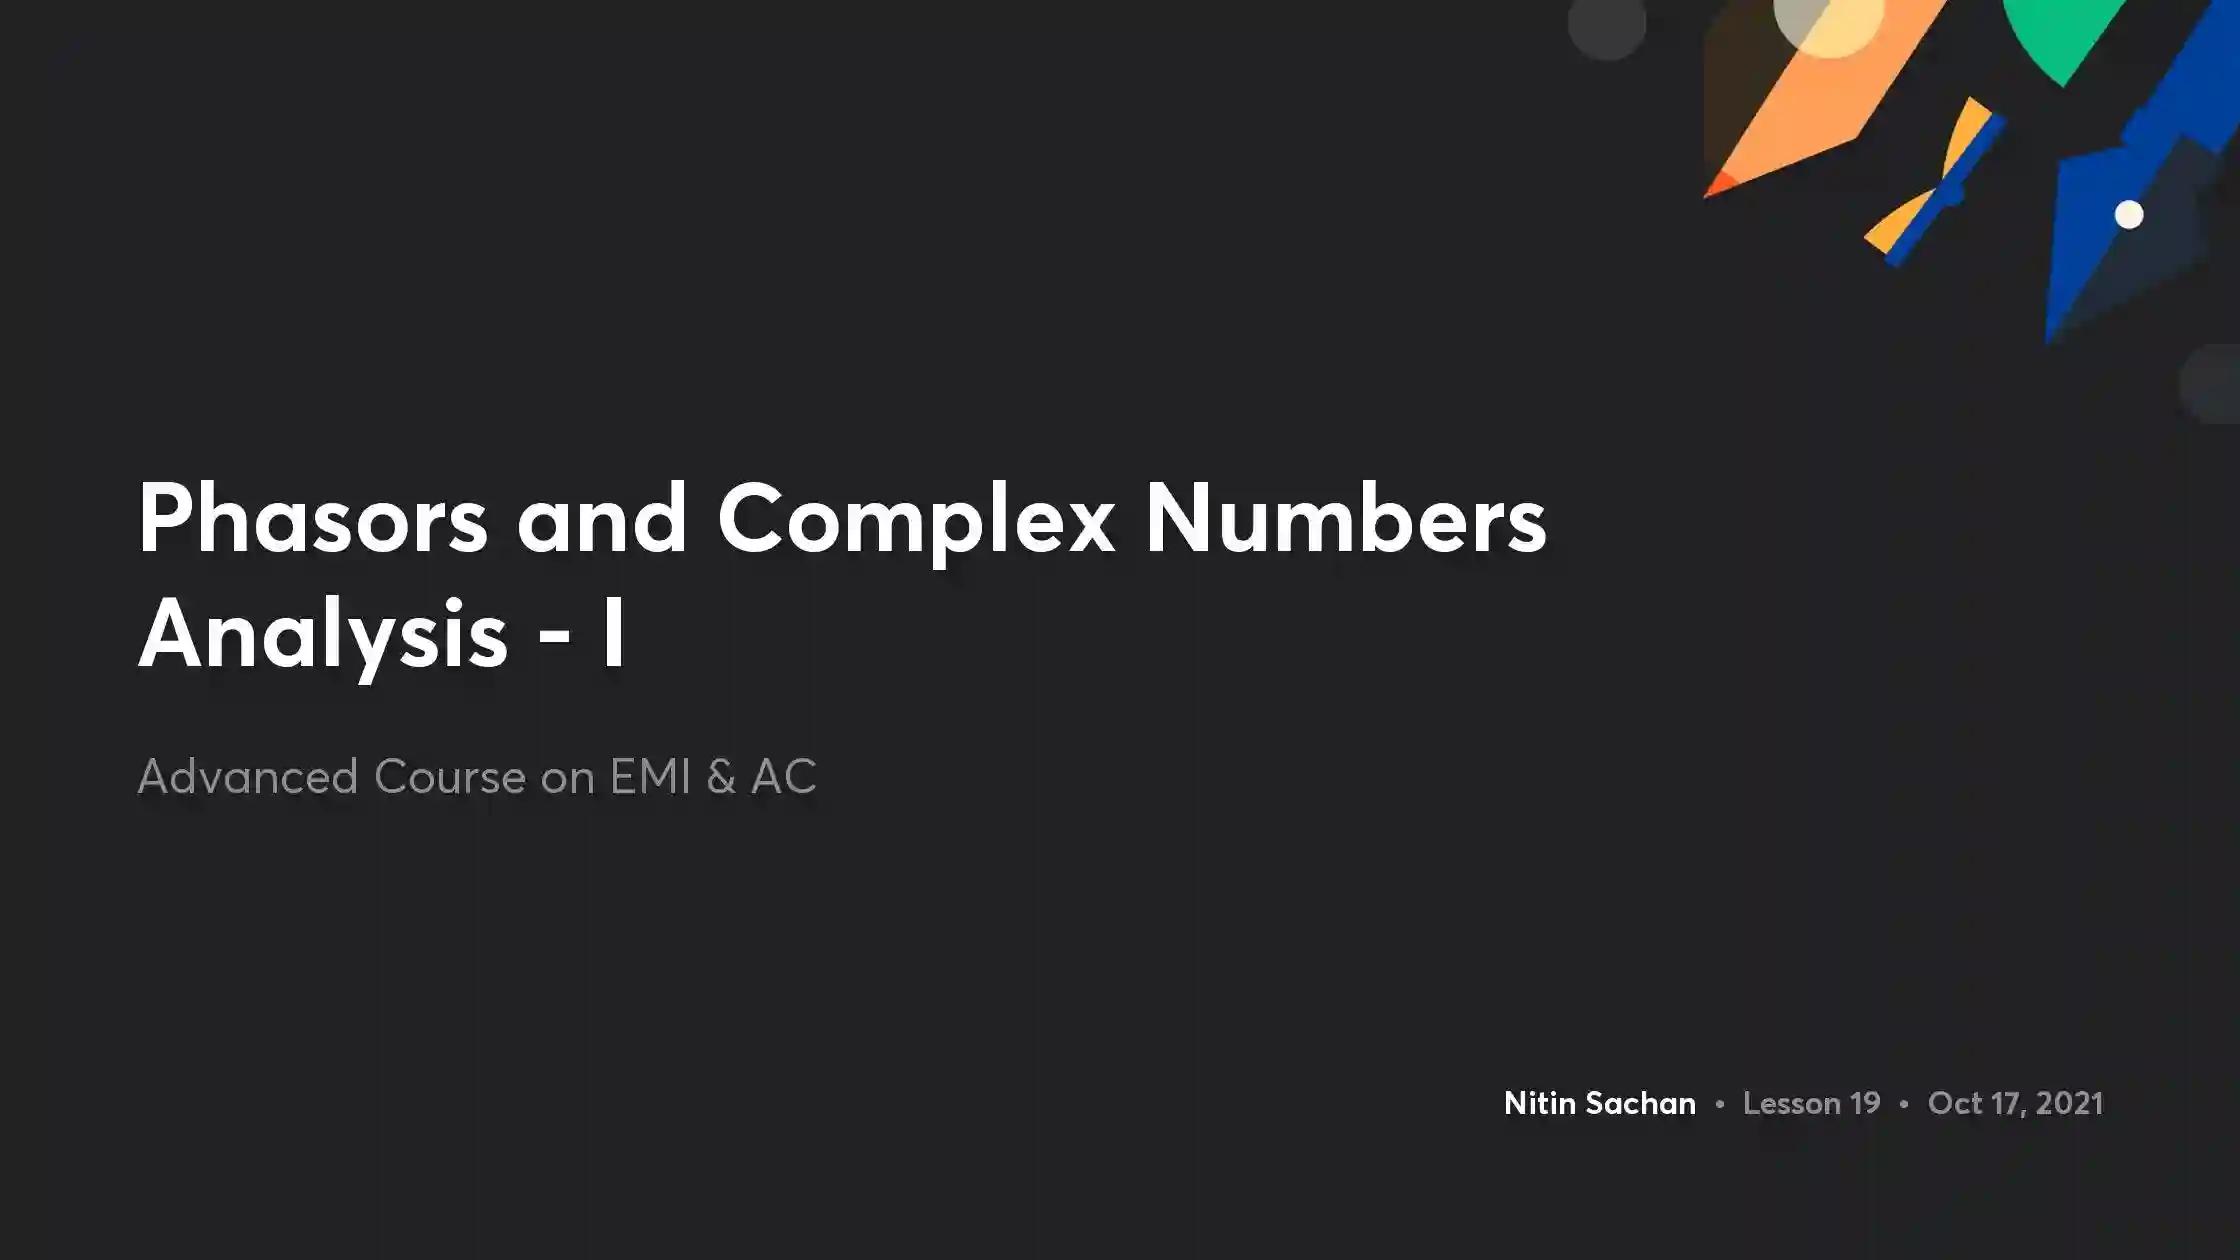 Phasors and Complex Numbers
Analysis - I
Advanced Course on EMI & AC
Nitin Sachan • Lesson 19 • Oct 17, 2021